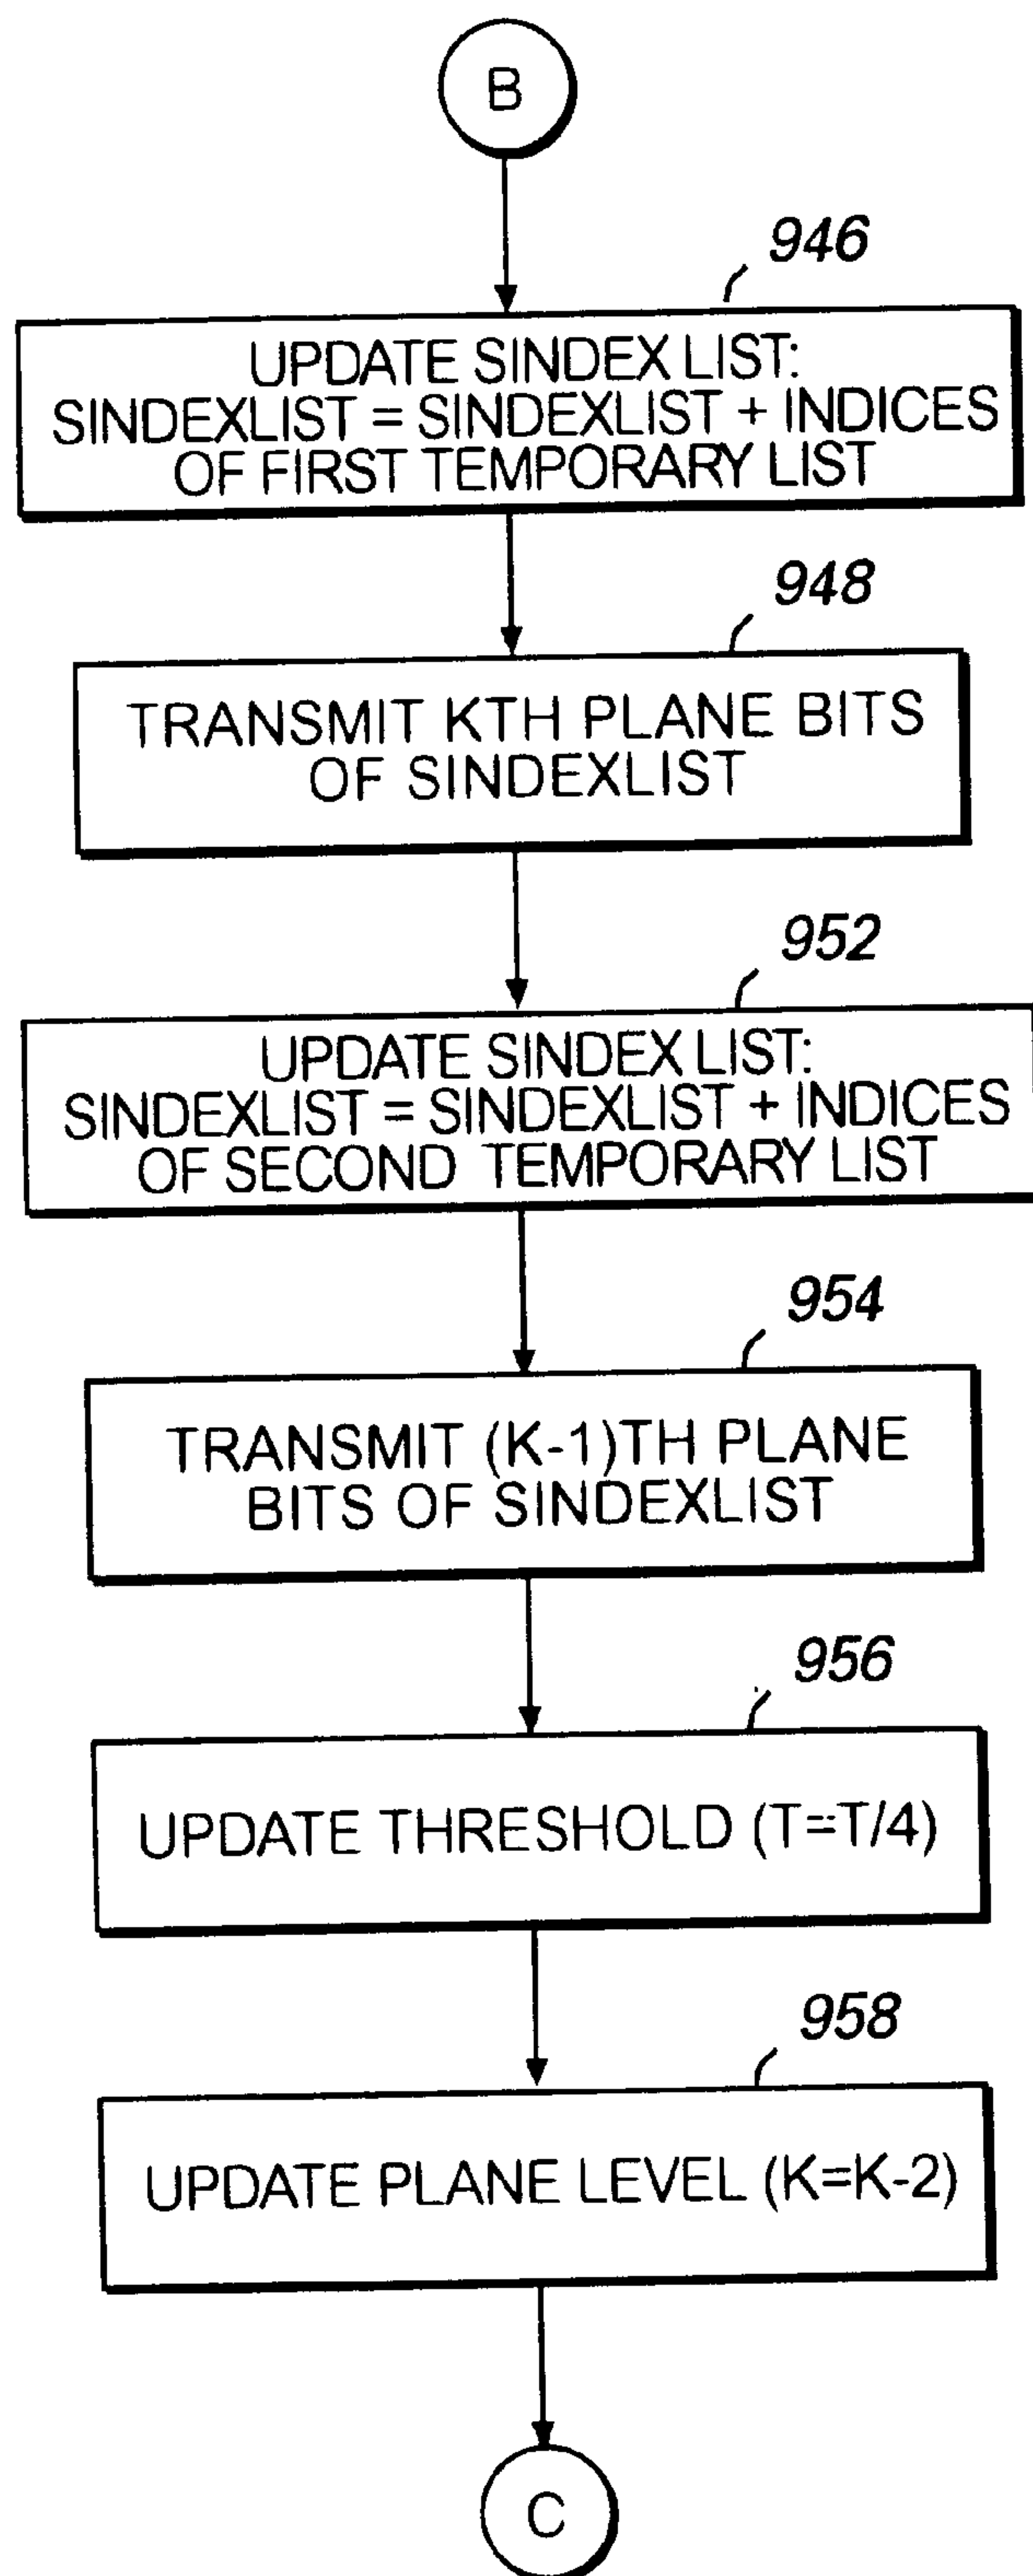 B
946
UPDATE SINDEX LIST:
SINDEXLIST = SINDEXLIST + INDICES
OF FIRST TEMPORARY LIST
948
TRANSMIT KTH PLANE BITS
OF SINDEXLIST
952
UPDATE SINDEX LIST:
SINDEXLIST = SINDEXLIST + INDICES
OF SECOND TEMPORARY LIST
954
TRANSMIT (K-1)TH PLANE
BITS OF SINDEXLIST
956
UPDATE THRESHOLD (T=T/4)
958
UPDATE PLANE LEVEL (K=K-2)
C